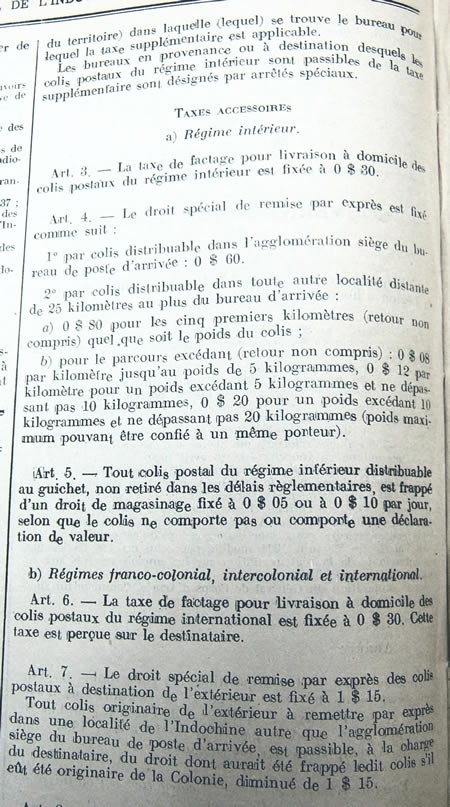 DE L'INDO
du territoire) dans laquelle (lequel) se trouve le bureau pour
lequel la taxe supplémentaire est applicable.
Les bureaux en provenance ou à destination desquels les
colis postaux du régime intérieur sont passibles de la taxe
supplémentaire sont désignés par arrêtés spéciaux.
TAXES ACCESSOIRES
a) Régime intérieur.
Art. 3. — La taxe de factage pour livraison à domicile des
colis postaux du régime intérieur est fixée à 0 $ 30.
Art. 4. — Le droit spécial de remise par exprès est fixé
comme suit :
1° par colis distribuable dans l'agglomération siège du bu-
reau de poste d'arrivée : 0 $ 60.
2° par colis distribuable dans toute autre localité distante
de 25 kilomètres au plus du bureau d'arrivée :
a) 0 $ 80 pour les cinq premiers kilomètres (retour non
compris) quel que soit le poids du colis ;
b) pour le parcours excédant (retour non compris) : 0 $ 08
par kilomètre jusqu'au poids de 5 kilogrammes, 0 $ 12 par
kilomètre pour un poids excédant 5 kilogrammes et ne dépas-
sant pas 10 kilogrammes, 0 $ 20 pour un poids excédant 10
kilogrammes et ne dépassant pas 20 kilogrammes (poids maxi-
mum pouvant être confié à un même porteur).
Art. 5. — Tout colis postal du régime intérieur distribuable
au guichet, non retiré dans les délais règlementaires, est frappé
d'un droit de magasinage fixé à 0 $ 05 ou à 0 $ 10 par jour,
selon que le colis ne comporte pas ou comporte une déclara-
tion de valeur.
b) Régimes franco-colonial, intercolonial et international.
Art. 6. — La taxe de factage pour livraison à domicile des
colis postaux du régime international est fixée à 0 $ 30. Cette
taxe est perçue sur le destinataire.
Art. 7. — Le droit spécial de remise par exprès des colis
postaux à destination de l'extérieur est fixé à 1 $ 15.
Tout colis originaire de l'extérieur à remettre par exprès
dans une localité de l'Indochine autre que l'agglomération
siège du bureau de poste d'arrivée, est passible, à la charge
du destinataire, du droit dont aurait été frappé ledit colis s'il
eût été originaire de la Colonie, diminué de 1 $ 15.